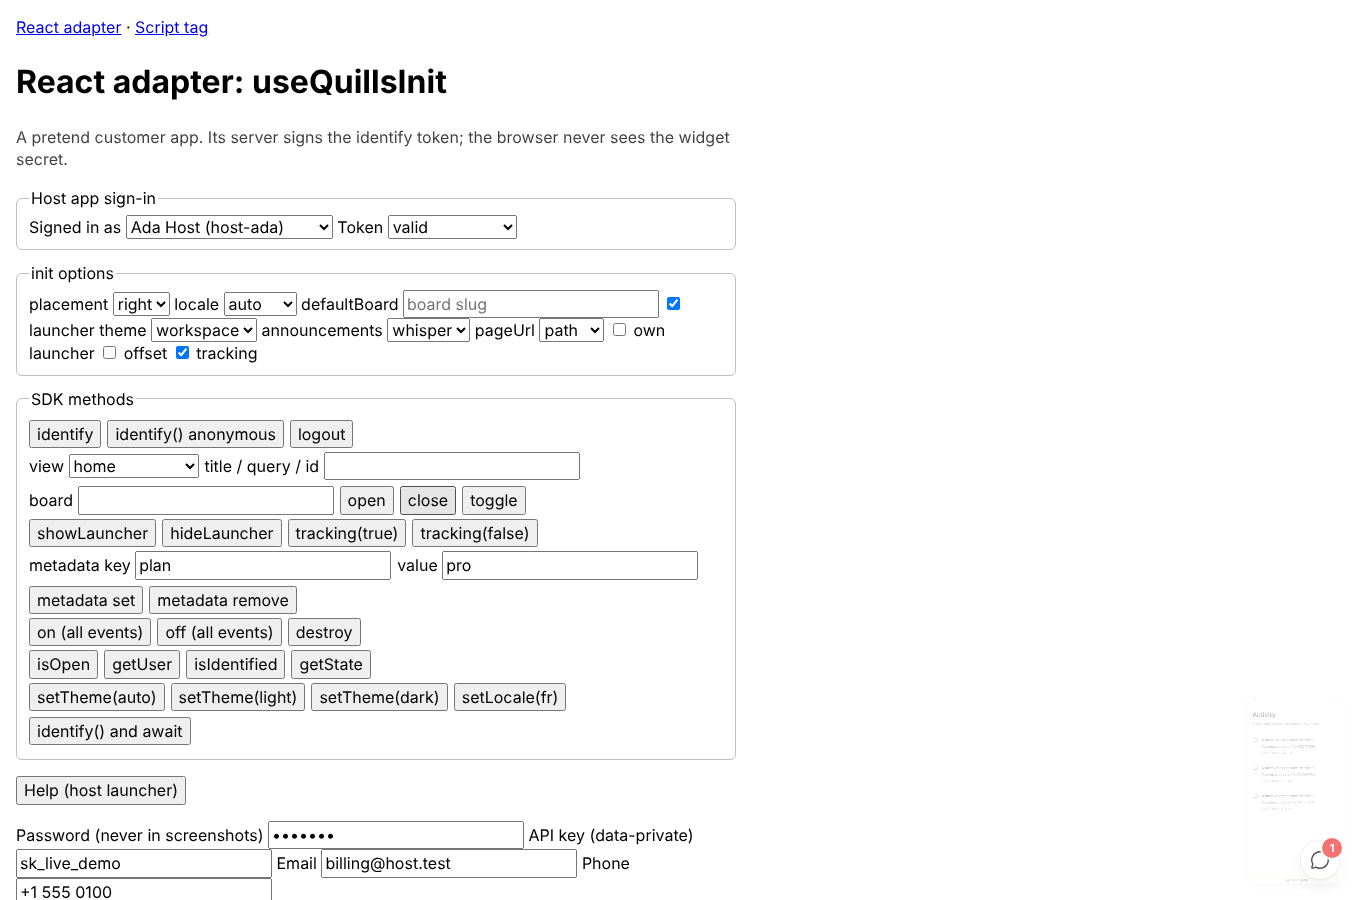 React adapter · Script tag
React adapter: useQuillsInit
A pretend customer app. Its server signs the identify token; the browser never sees the widget
secret.
Host app sign-in
Signed in as Ada Host (host-ada) Token valid
init options
placement right locale auto defaultBoard board slug
launcher theme workspace announcements whisper pageUrl path own
launcher offset tracking
SDK methods
identify identify() anonymous logout
view home title / query / id
board open close toggle
showLauncher hideLauncher tracking(true) tracking(false)
metadata key plan value pro
metadata set metadata remove
on (all events) off (all events) destroy
isOpen getUser isIdentified getState
setTheme(auto) setTheme(light) setTheme(dark) setLocale(fr)
identify() and await
Help (host launcher)
Password (never in screenshots) ••••••• API key (data-private)
sk_live_demo Email billing@host.test Phone
+1 555 0100
Activity
1